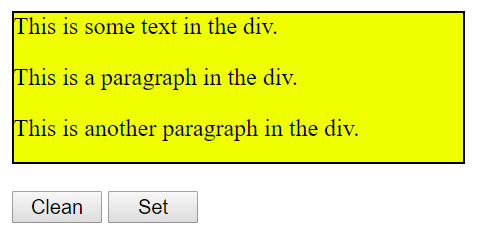 This is some text in the div.
This is a paragraph in the div.
This is another paragraph in the div.
Clean Set